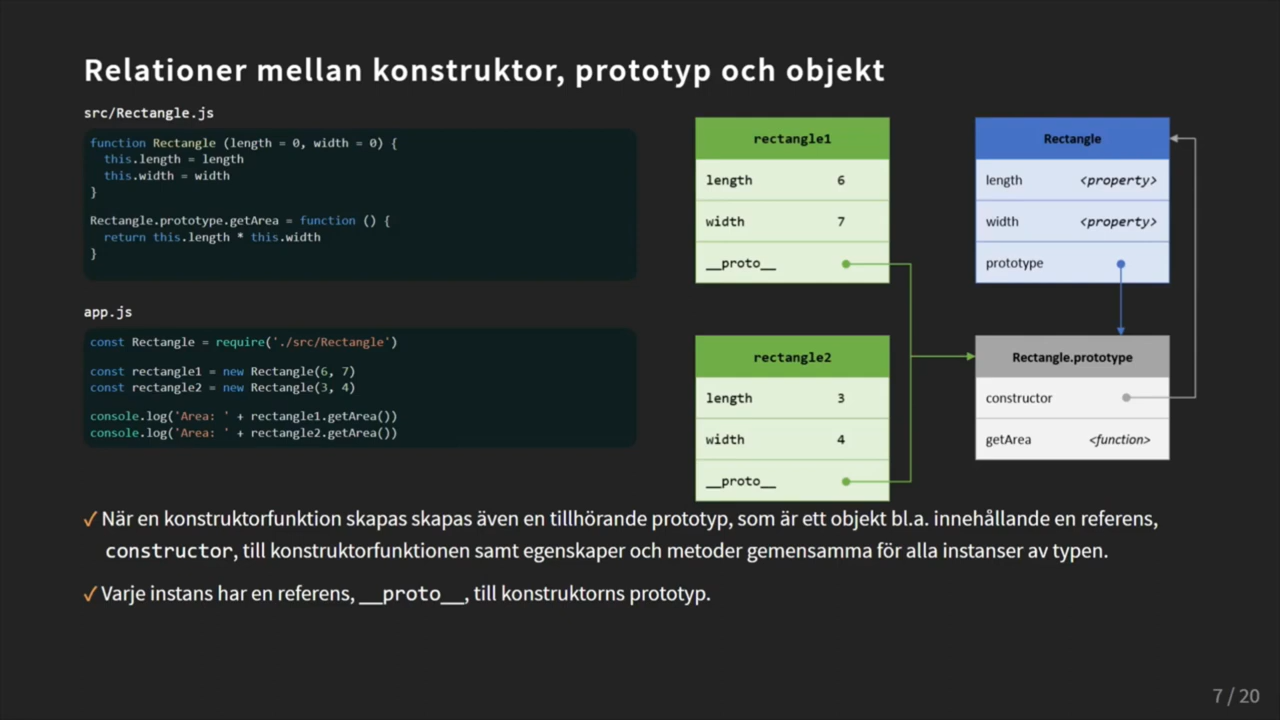 Relationer mellan konstruktor, prototyp och objekt
src/Rectangle.js
function Rectangle (length = 0, width = 0) {
  this.length = length
  this.width = width
}
Rectangle.prototype.getArea = function () {
  return this.length * this.width
}
app.js
const Rectangle = require('./src/Rectangle')
const rectangle1 = new Rectangle(6, 7)
const rectangle2 = new Rectangle(3, 4)
console.log('Area: ' + rectangle1.getArea())
console.log('Area: ' + rectangle2.getArea())
rectangle1
length 6
width 7
__proto__
rectangle2
length 3
width 4
__proto__
Rectangle
length <property>
width <property>
prototype
Rectangle.prototype
constructor
getArea <function>
✓ När en konstruktorfunktion skapas skapas även en tillhörande prototyp, som är ett objekt bl.a. innehållande en referens,
constructor, till konstruktorfunktionen samt egenskaper och metoder gemensamma för alla instanser av typen.
✓ Varje instans har en referens, __proto__, till konstruktorns prototyp.
7 / 20